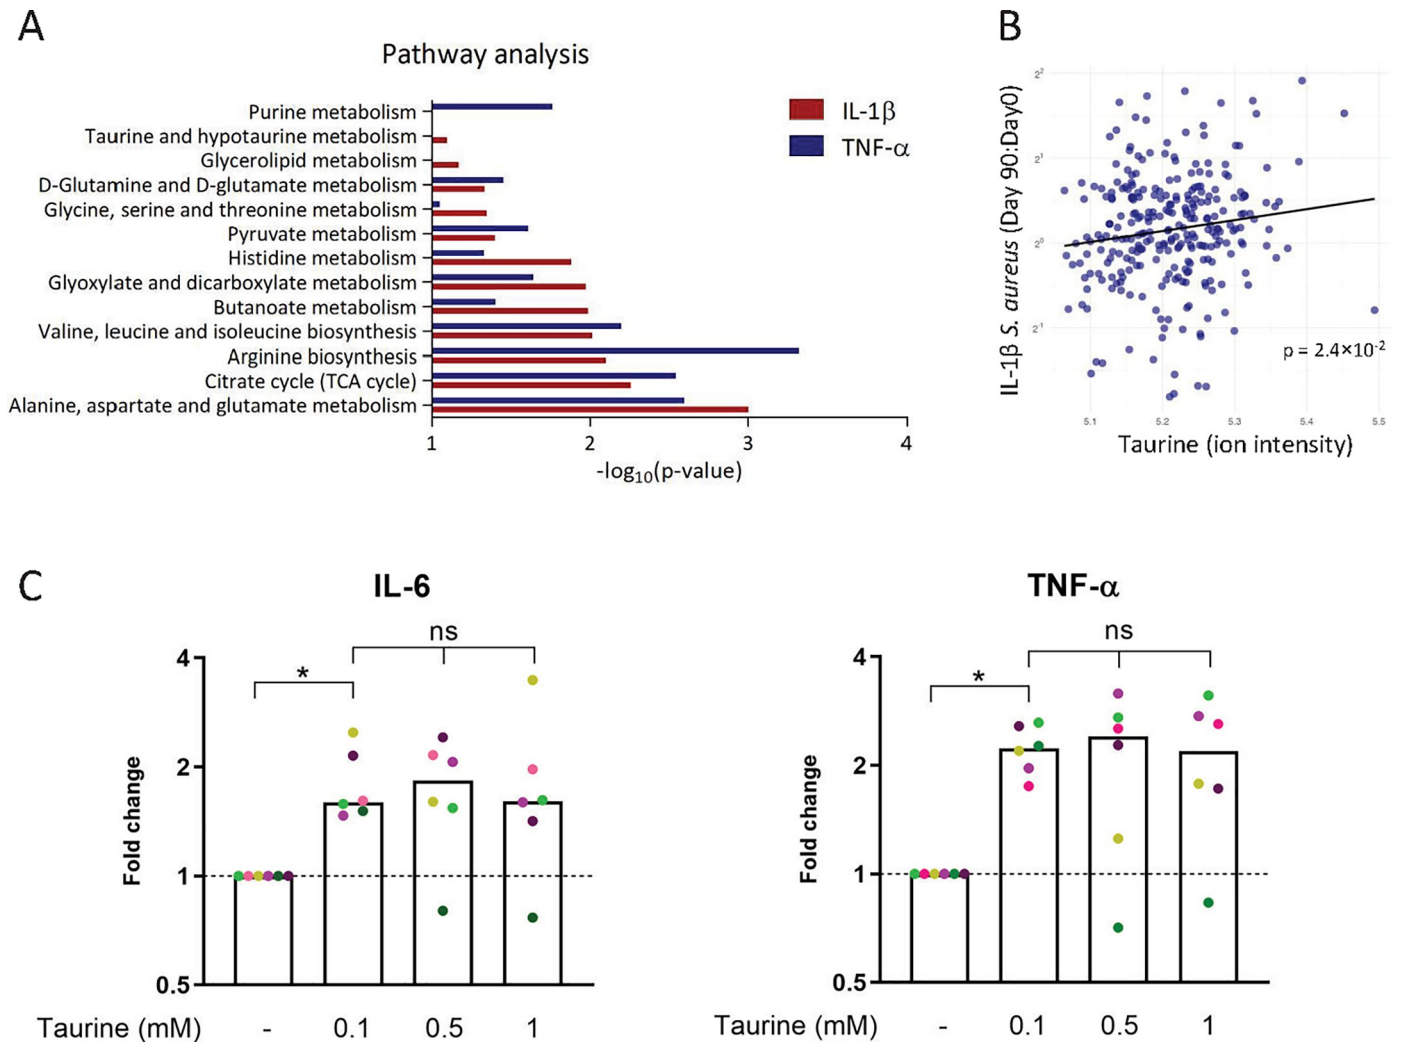 A
Pathway analysis
Purine metabolism
Taurine and hypotaurine metabolism
Glycerolipid metabolism
D-Glutamine and D-glutamate metabolism
Glycine, serine and threonine metabolism
Pyruvate metabolism
Histidine metabolism
Glyoxylate and dicarboxylate metabolism
Butanoate metabolism
Valine, leucine and isoleucine biosynthesis
Arginine biosynthesis
Citrate cycle (TCA cycle)
Alanine, aspartate and glutamate metabolism
1 2 3 4
-log₁₀(p-value)
IL-1β
TNF-α
B
IL-1β S. aureus (Day 90:Day0)
2²
2¹
2⁰
2⁻¹
p = 2.4×10⁻²
5.1 5.2 5.3 5.4 5.5
Taurine (ion intensity)
C
IL-6
ns
*
Fold change
4
2
1
0.5
Taurine (mM) - 0.1 0.5 1
TNF-α
ns
*
Fold change
4
2
1
0.5
Taurine (mM) - 0.1 0.5 1